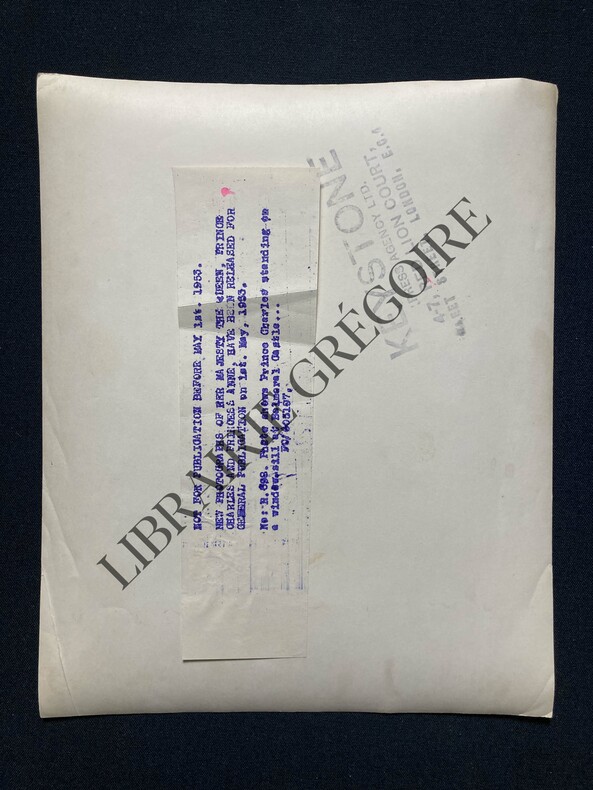 NOT FOR PUBLICATION BEFORE MAY 1st. 1953.
NEW PHOTOGRAPHS OF HER MAJESTY THE QUEEN, PRINCE
CHARLES AND PRINCESS ANNE, HAVE BEEN RELEASED FOR
GENERAL PUBLICATION on 1st. May, 1953.
No: R.698. Photo shows Prince Charles standing on
a window sill at Balmoral Castle...
KEYSTONE
PRESS AGENCY LTD.
LION COURT,
LONDON, E.C.4
LIBRAIRIE GRÉGOIRE